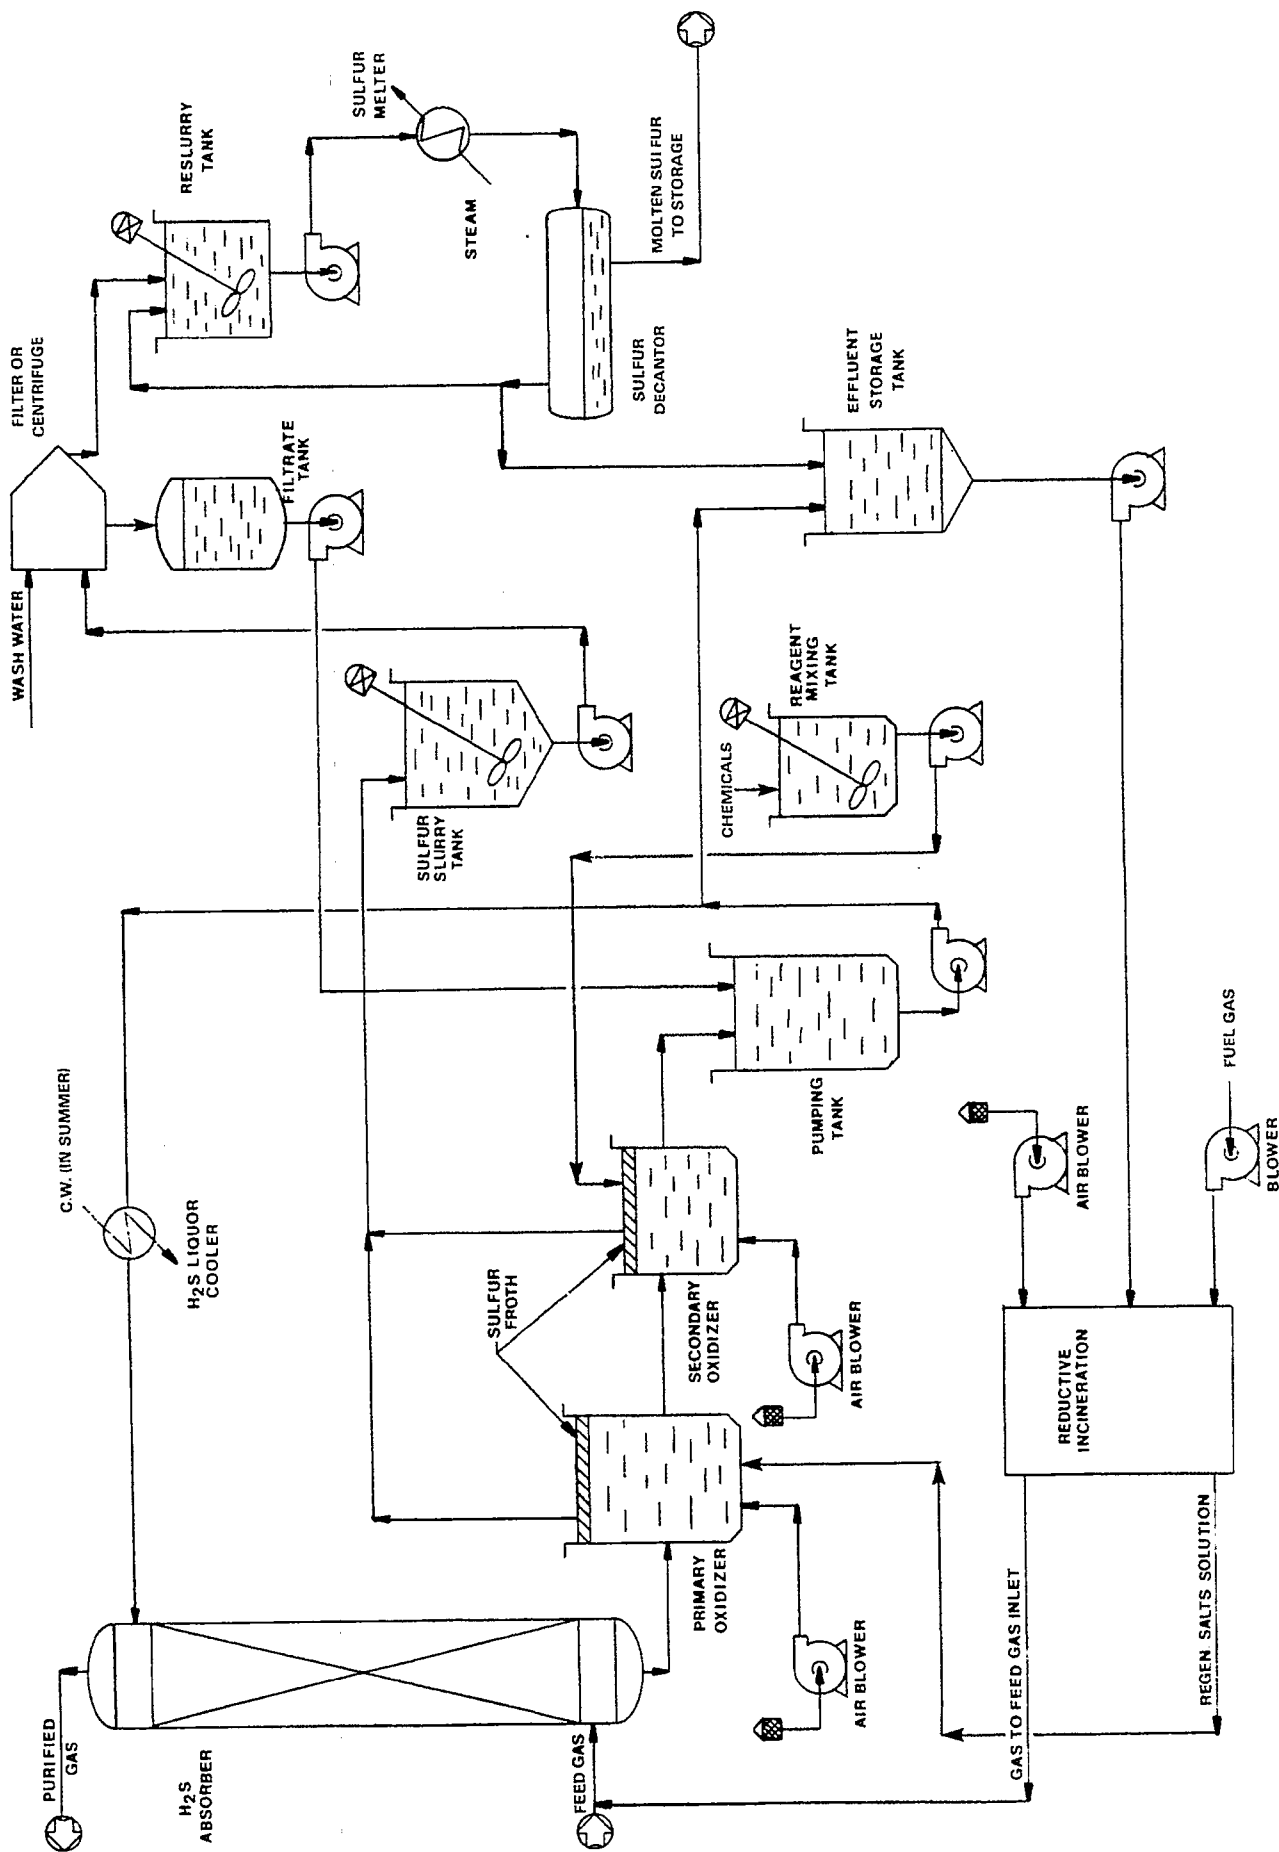 PURIFIED
GAS
H2S
ABSORBER
FEED GAS
C.W. (IN SUMMER)
H2S LIQUOR
COOLER
SULFUR
FROTH
PRIMARY
OXIDIZER
SECONDARY
OXIDIZER
AIR BLOWER
AIR BLOWER
PUMPING
TANK
SULFUR
SLURRY
TANK
CHEMICALS
REAGENT
MIXING
TANK
WASH WATER
FILTER OR
CENTRIFUGE
FILTRATE
TANK
RESLURRY
TANK
SULFUR
MELTER
STEAM
SULFUR
DECANTOR
MOLTEN SULFUR
TO STORAGE
EFFLUENT
STORAGE
TANK
AIR BLOWER
FUEL GAS
BLOWER
REDUCTIVE
INCINERATION
GAS TO FEED GAS INLET
REGEN SALTS SOLUTION